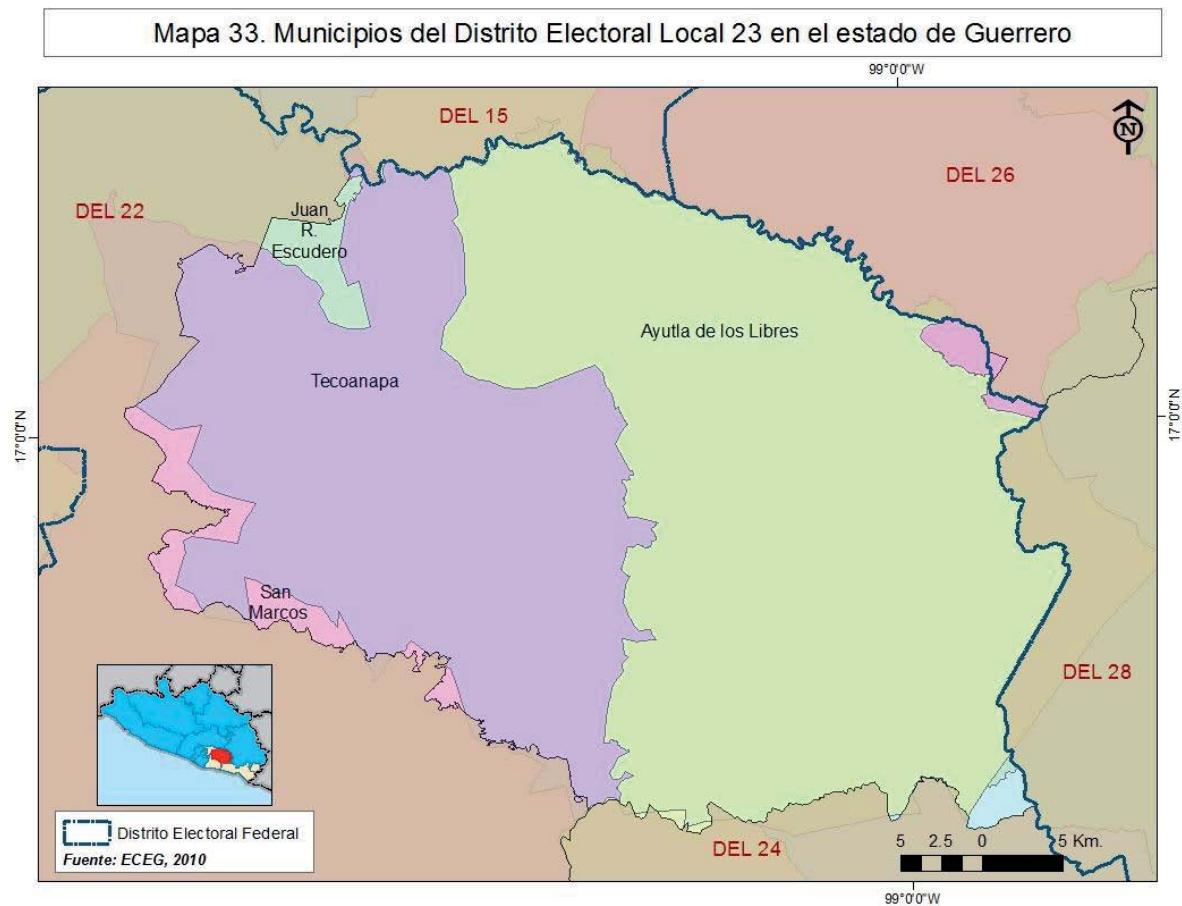 Mapa 33. Municipios del Distrito Electoral Local 23 en el estado de Guerrero
99°0'0"W
DEL 15
N
DEL 26
DEL 22
Juan
R.
Escudero
Ayutla de los Libres
Tecoanapa
17°0'0"N
17°0'0"N
San
Marcos
DEL 28
Distrito Electoral Federal
Fuente: ECEG, 2010
DEL 24
5 2.5 0 5 Km.
99°0'0"W